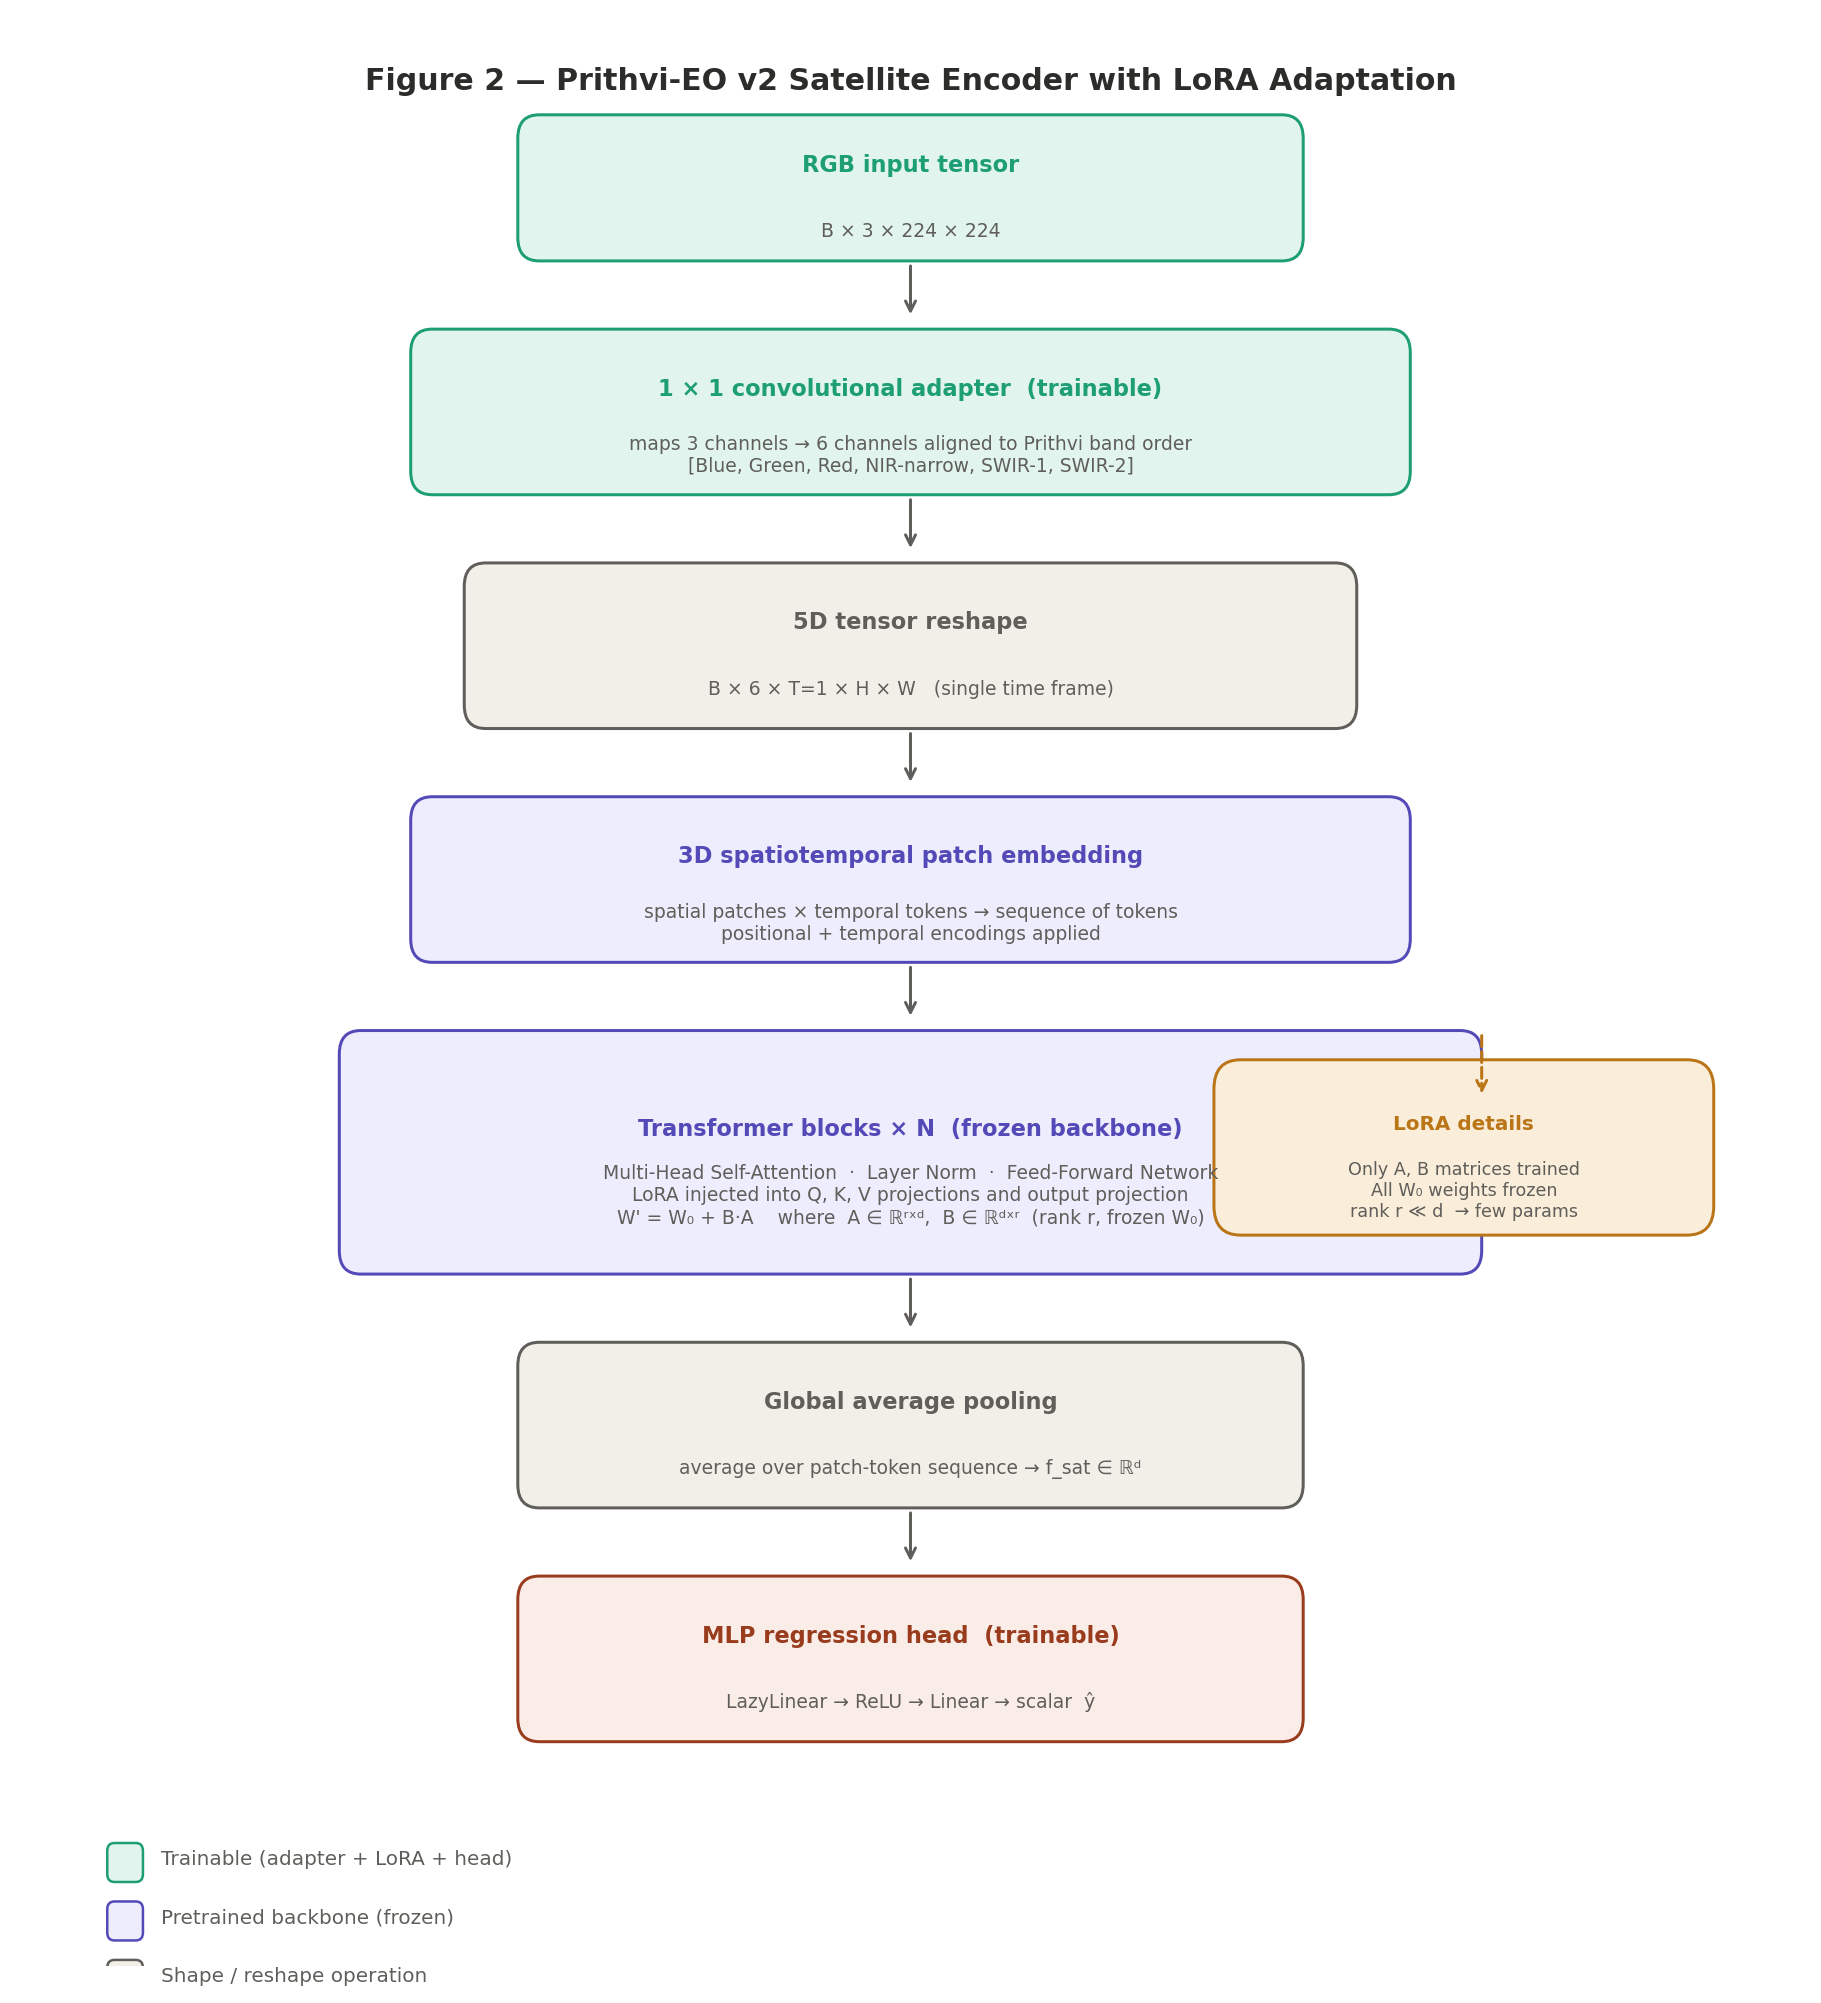 Figure 2 — Prithvi-EO v2 Satellite Encoder with LoRA Adaptation
RGB input tensor
B × 3 × 224 × 224
1 × 1 convolutional adapter (trainable)
maps 3 channels → 6 channels aligned to Prithvi band order
[Blue, Green, Red, NIR-narrow, SWIR-1, SWIR-2]
5D tensor reshape
B × 6 × T=1 × H × W (single time frame)
3D spatiotemporal patch embedding
spatial patches × temporal tokens → sequence of tokens
positional + temporal encodings applied
Transformer blocks × N (frozen backbone)
Multi-Head Self-Attention · Layer Norm · Feed-Forward Network
LoRA injected into Q, K, V projections and output projection
W' = W₀ + B·A where A ∈ ℝʳˣᵈ, B ∈ ℝᵈˣʳ (rank r, frozen W₀)
LoRA details
Only A, B matrices trained
All W₀ weights frozen
rank r ≪ d → few params
Global average pooling
average over patch-token sequence → f_sat ∈ ℝᵈ
MLP regression head (trainable)
LazyLinear → ReLU → Linear → scalar ŷ
Trainable (adapter + LoRA + head)
Pretrained backbone (frozen)
Shape / reshape operation